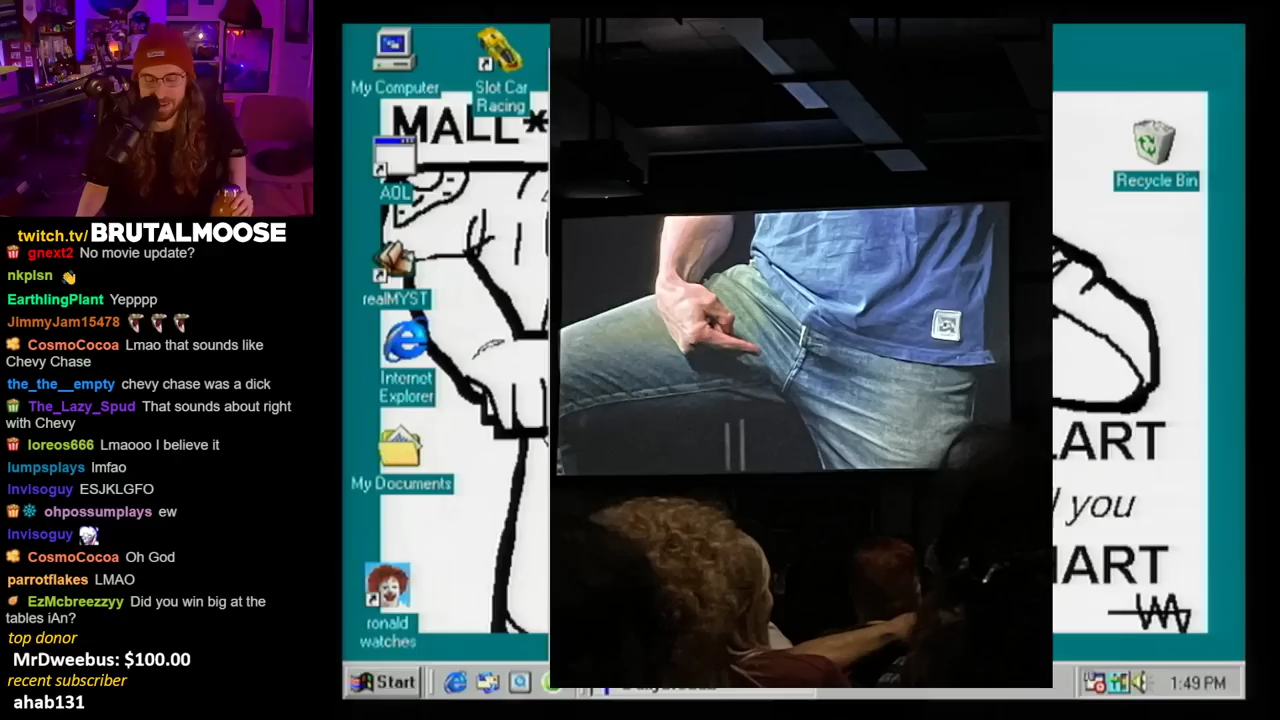 twitch.tv/BRUTALMOOSE
gnext2 No movie update?
nkplsn
EarthlingPlant Yepppp
JimmyJam15478
CosmoCocoa Lmao that sounds like
Chevy Chase
the_the__empty chevy chase was a dick
The_Lazy_Spud That sounds about right
with Chevy
loreos666 Lmaooo I believe it
lumpsplays lmfao
Invisoguy ESJKLGFO
ohpossumplays ew
Invisoguy
CosmoCocoa Oh God
parrotflakes LMAO
EzMcbreezzyy Did you win big at the
tables iAn?
top donor
MrDweebus: $100.00
recent subscriber
ahab131
My Computer
Slot Car
Racing
MALL*
AOL
realMYST
Internet
Explorer
My Documents
ronald
watches
Recycle Bin
ART
you
ART
Start
1:49 PM